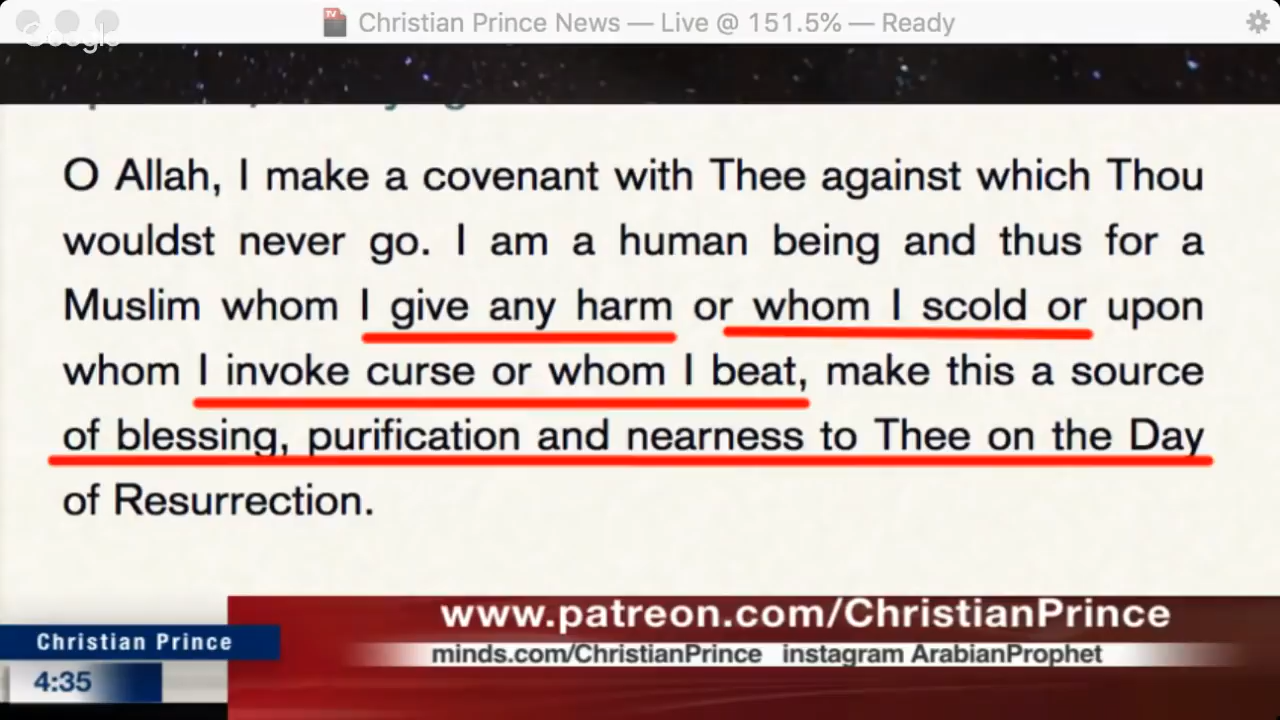 Christian Prince News — Live @ 151.5% — Ready
Google
O Allah, I make a covenant with Thee against which Thou
wouldst never go. I am a human being and thus for a
Muslim whom I give any harm or whom I scold or upon
whom I invoke curse or whom I beat, make this a source
of blessing, purification and nearness to Thee on the Day
of Resurrection.
www.patreon.com/ChristianPrince
Christian Prince
minds.com/ChristianPrince instagram ArabianProphet
4:35